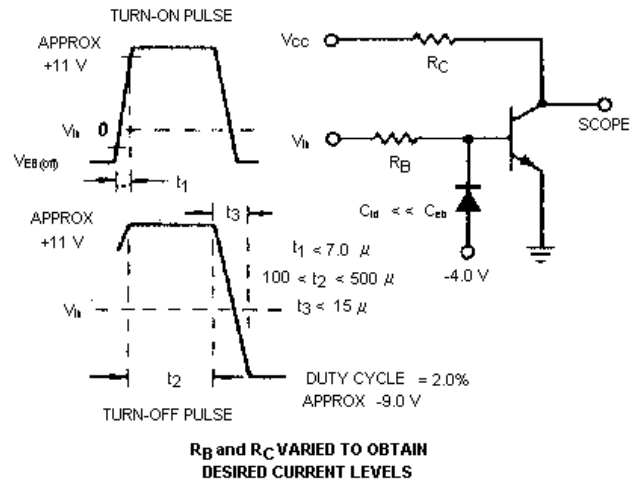 TURN-ON PULSE
APPROX
+11 V
Vin 0
VEB(off)
t1
VCC
RC
SCOPE
Vin
RB
Cjd << Ceb
-4.0 V
APPROX
+11 V
t3
t1 < 7.0 μ
100 < t2 < 500 μ
t3 < 15 μ
Vin
t2
DUTY CYCLE = 2.0%
APPROX -9.0 V
TURN-OFF PULSE
RB and RC VARIED TO OBTAIN
DESIRED CURRENT LEVELS